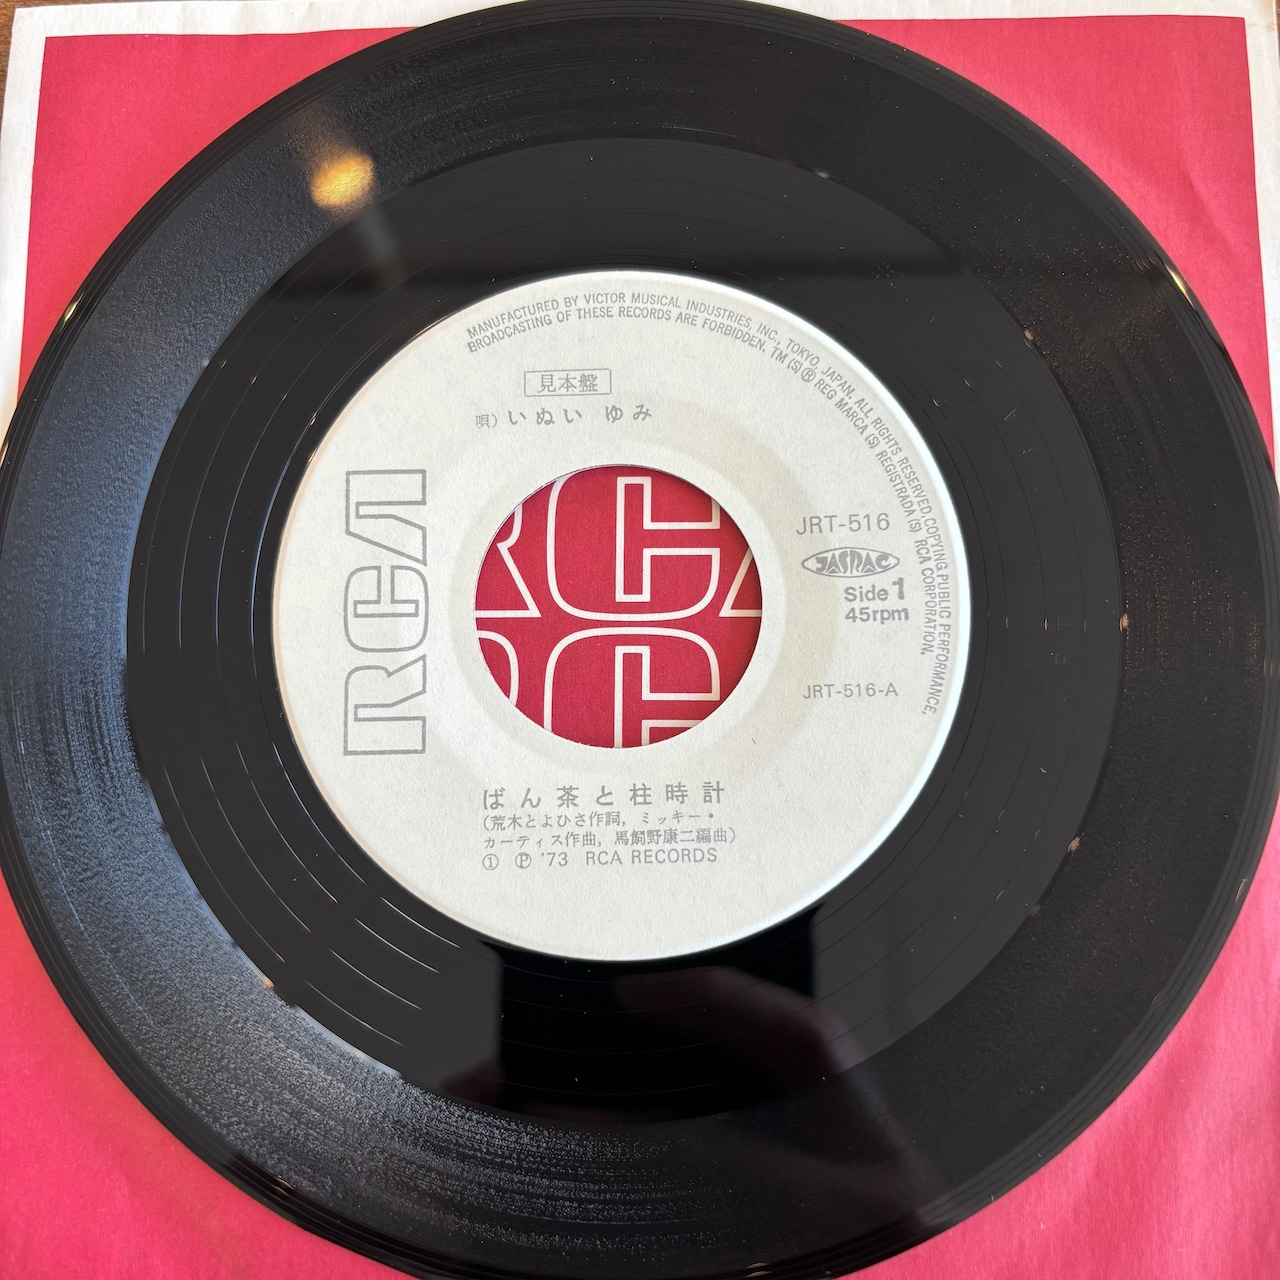 MANUFACTURED BY VICTOR MUSICAL INDUSTRIES, INC., TOKYO, JAPAN. ALL RIGHTS RESERVED, COPYING, PUBLIC PERFORMANCE,
BROADCASTING OF THESE RECORDS ARE FORBIDDEN. TM(S)® REG MARCA (S) REGISTRADA (S) RCA CORPORATION.
見本盤
唄) いぬい ゆみ
RCA
RCA
JRT-516
JASRAC
Side 1
45rpm
JRT-516-A
ばん茶と柱時計
(荒木とよひさ作詞, ミッキー・
カーティス作曲, 馬飼野康二編曲)
① Ⓟ '73 RCA RECORDS